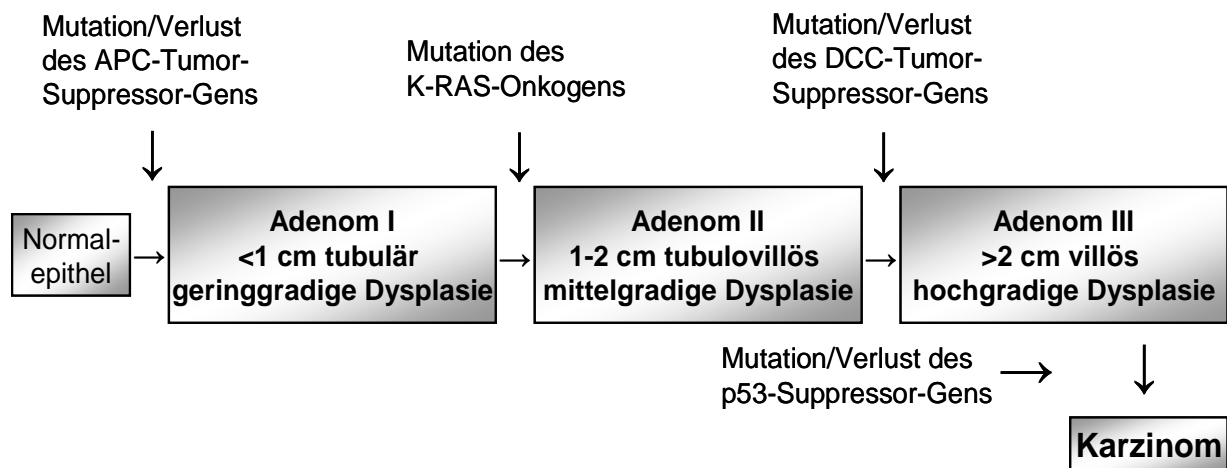 Mutation/Verlust
des APC-Tumor-
Suppressor-Gens
Mutation des
K-RAS-Onkogens
Mutation/Verlust
des DCC-Tumor-
Suppressor-Gens
Normal-
epithel
Adenom I
<1 cm tubulär
geringgradige Dysplasie
Adenom II
1-2 cm tubulovillös
mittelgradige Dysplasie
Adenom III
>2 cm villös
hochgradige Dysplasie
Mutation/Verlust des
p53-Suppressor-Gens
Karzinom